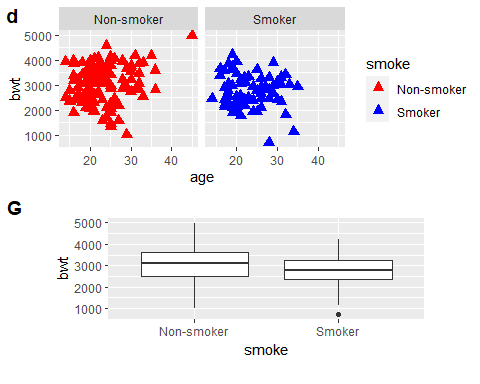 d
Non-smoker Smoker
5000
4000
3000
2000
1000
bwt
20 30 40 20 30 40
age
smoke
Non-smoker
Smoker
G
5000
4000
3000
2000
1000
bwt
Non-smoker Smoker
smoke